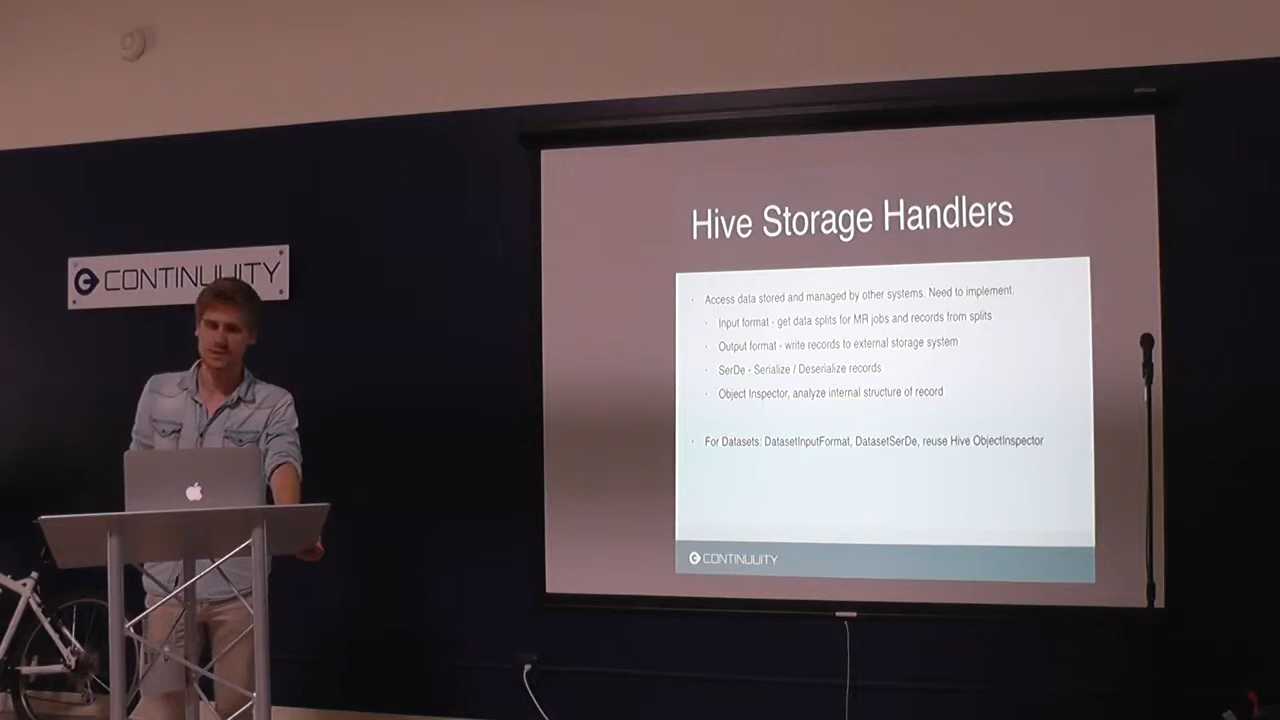 CONTINUUITY
Hive Storage Handlers
Access data stored and managed by other systems. Need to implement:
Input format - get data splits for MR jobs and records from splits
Output format - write records to external storage system
SerDe - Serialize / Deserialize records
Object Inspector, analyze internal structure of record
For Datasets: DatasetInputFormat, DatasetSerDe, reuse Hive ObjectInspector
CONTINUUITY